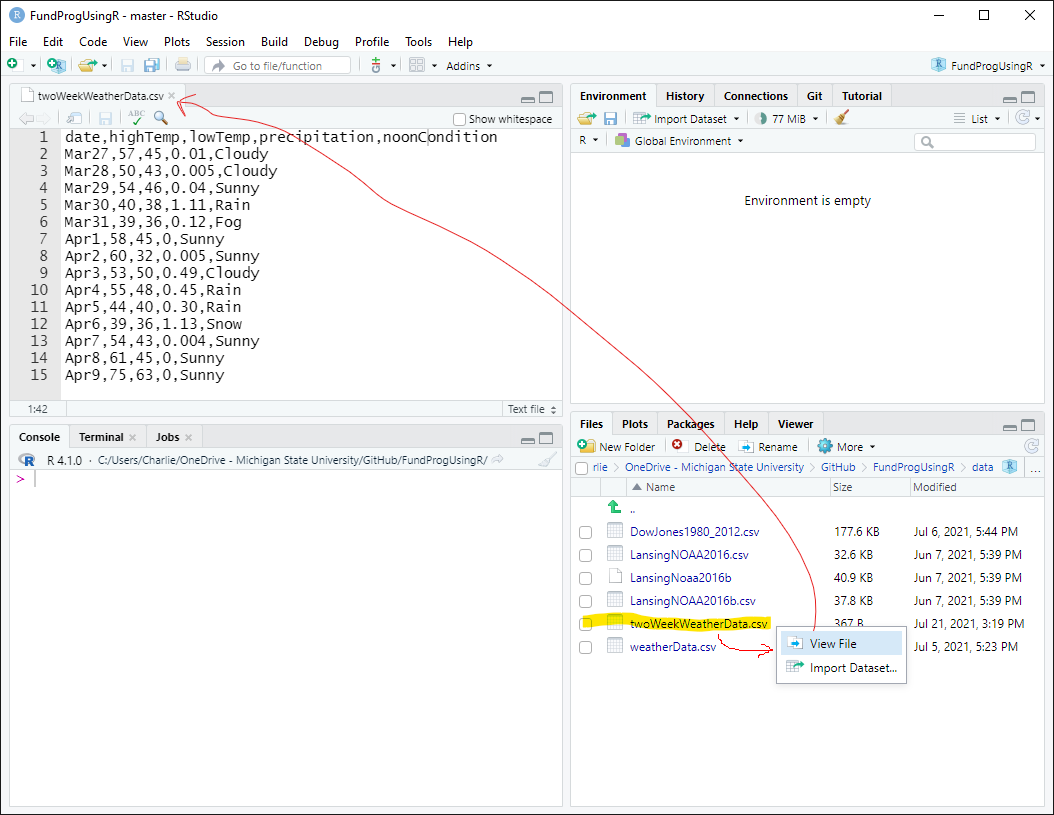 FundProgUsingR - master - RStudio
File Edit Code View Plots Session Build Debug Profile Tools Help
Go to file/function Addins FundProgUsingR
twoWeekWeatherData.csv
ABC Show whitespace
1 date,highTemp,lowTemp,precipitation,noonCondition
2 Mar27,57,45,0.01,Cloudy
3 Mar28,50,43,0.005,Cloudy
4 Mar29,54,46,0.04,Sunny
5 Mar30,40,38,1.11,Rain
6 Mar31,39,36,0.12,Fog
7 Apr1,58,45,0,Sunny
8 Apr2,60,32,0.005,Sunny
9 Apr3,53,50,0.49,Cloudy
10 Apr4,55,48,0.45,Rain
11 Apr5,44,40,0.30,Rain
12 Apr6,39,36,1.13,Snow
13 Apr7,54,43,0.004,Sunny
14 Apr8,61,45,0,Sunny
15 Apr9,75,63,0,Sunny
1:42 Text file
Console Terminal Jobs
R R 4.1.0 · C:/Users/Charlie/OneDrive - Michigan State University/GitHub/FundProgUsingR/
>
Environment History Connections Git Tutorial
Import Dataset 77 MiB List
R Global Environment
Environment is empty
Files Plots Packages Help Viewer
New Folder Delete Rename More
rlie OneDrive - Michigan State University GitHub FundProgUsingR data R ...
Name Size Modified
..
DowJones1980_2012.csv 177.6 KB Jul 6, 2021, 5:44 PM
LansingNOAA2016.csv 32.6 KB Jun 7, 2021, 5:39 PM
LansingNoaa2016b 40.9 KB Jun 7, 2021, 5:39 PM
LansingNOAA2016b.csv 37.8 KB Jun 7, 2021, 5:39 PM
twoWeekWeatherData.csv 367 B Jul 21, 2021, 3:19 PM
weatherData.csv Jul 5, 2021, 5:23 PM
View File
Import Dataset...